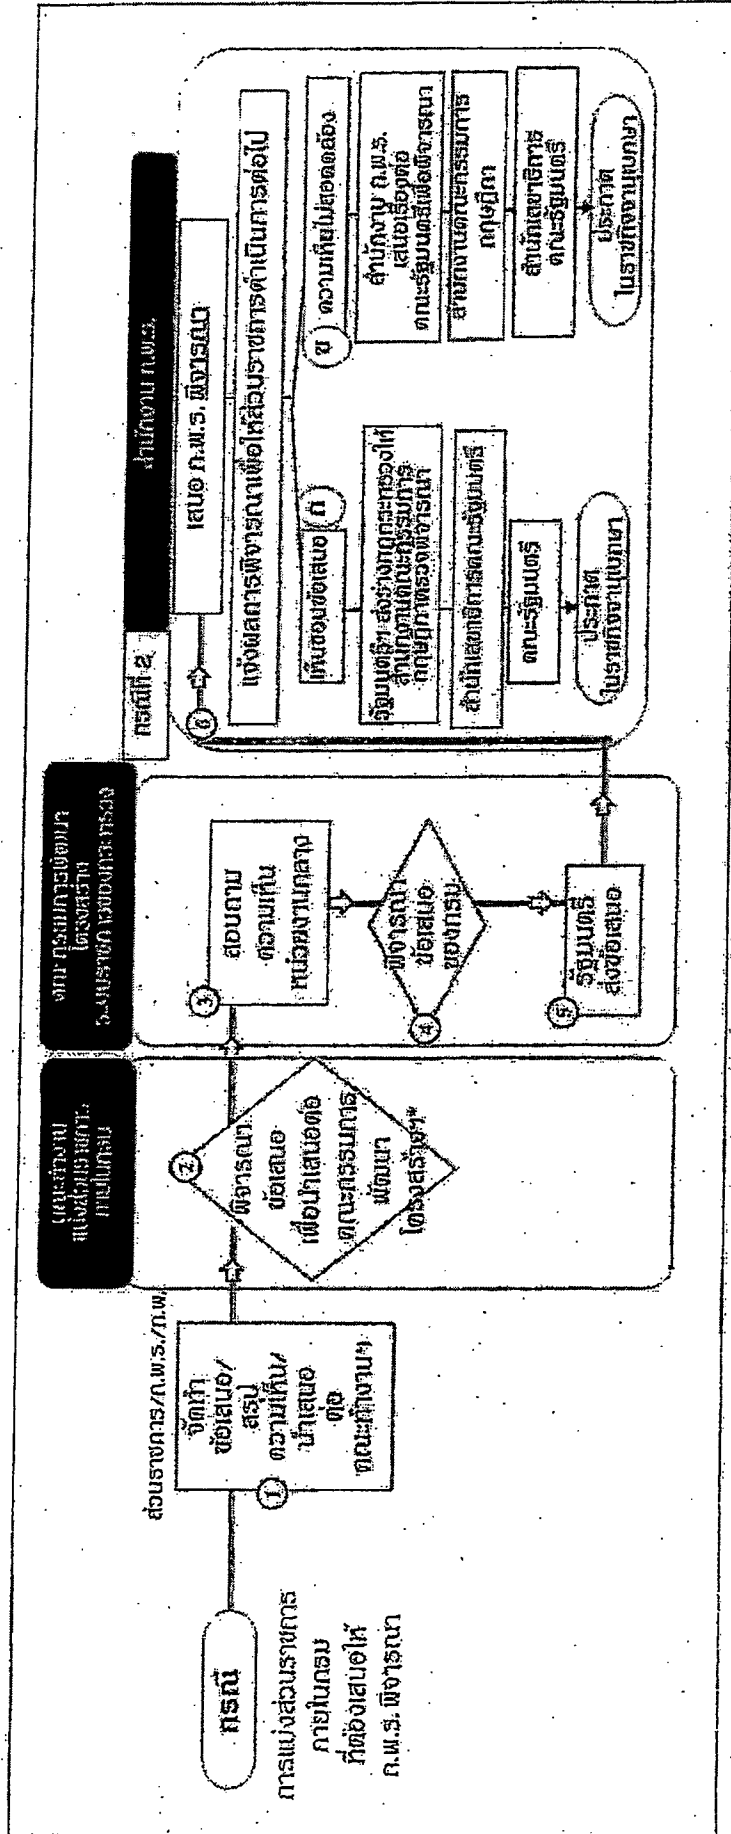 กรณี
การแบ่งส่วนราชการ
ภายในกรม
ที่ต้องเสนอให้
ก.พ.ร. พิจารณา
ส่วนราชการ/ก.พ.ร./ก.พ.
1
จัดทำ
ข้อเสนอ/
สรุป
ความเห็น/
นำเสนอ
ต่อ
คณะทำงานฯ
คณะทำงาน
แบ่งส่วนราชการ
ภายในกรม
2
พิจารณา
ข้อเสนอ
เพื่อนำเสนอต่อ
คณะกรรมการ
พัฒนา
โครงสร้างฯ*
คณะกรรมการพัฒนา
โครงสร้าง
ระบบราชการของกระทรวง
3
สอบถาม
ความเห็น
หน่วยงานกลาง
4
พิจารณา
ข้อเสนอ
ของกรม
5
รัฐมนตรี
ส่งข้อเสนอ
กรณีที่ 2
สำนักงาน ก.พ.ร.
6
เสนอ ก.พ.ร. พิจารณา
แจ้งผลการพิจารณาเพื่อให้ส่วนราชการดำเนินการต่อไป
เห็นชอบข้อเสนอ ก
รัฐมนตรีฯ ส่งร่างกฎกระทรวงให้
สำนักงานคณะกรรมการ
กฤษฎีกาตรวจพิจารณา
สำนักเลขาธิการคณะรัฐมนตรี
คณะรัฐมนตรี
ประกาศ
ในราชกิจจานุเบกษา
ข ความเห็นไม่สอดคล้อง
สำนักงาน ก.พ.ร.
เสนอเรื่องต่อ
คณะรัฐมนตรีเพื่อพิจารณา
สำนักงานคณะกรรมการ
กฤษฎีกา
สำนักเลขาธิการ
คณะรัฐมนตรี
ประกาศ
ในราชกิจจานุเบกษา